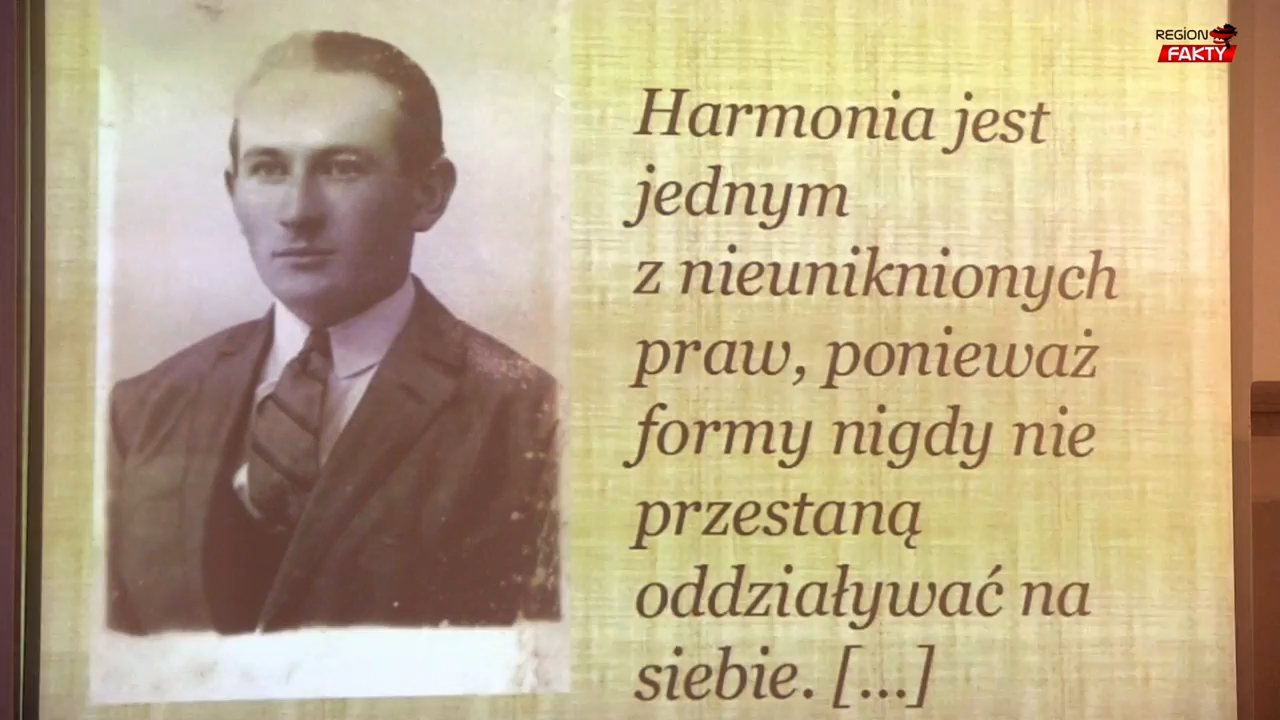 REGION
FAKTY
Harmonia jest
jednym
z nieuniknionych
praw, ponieważ
formy nigdy nie
przestaną
oddziaływać na
siebie. [...]